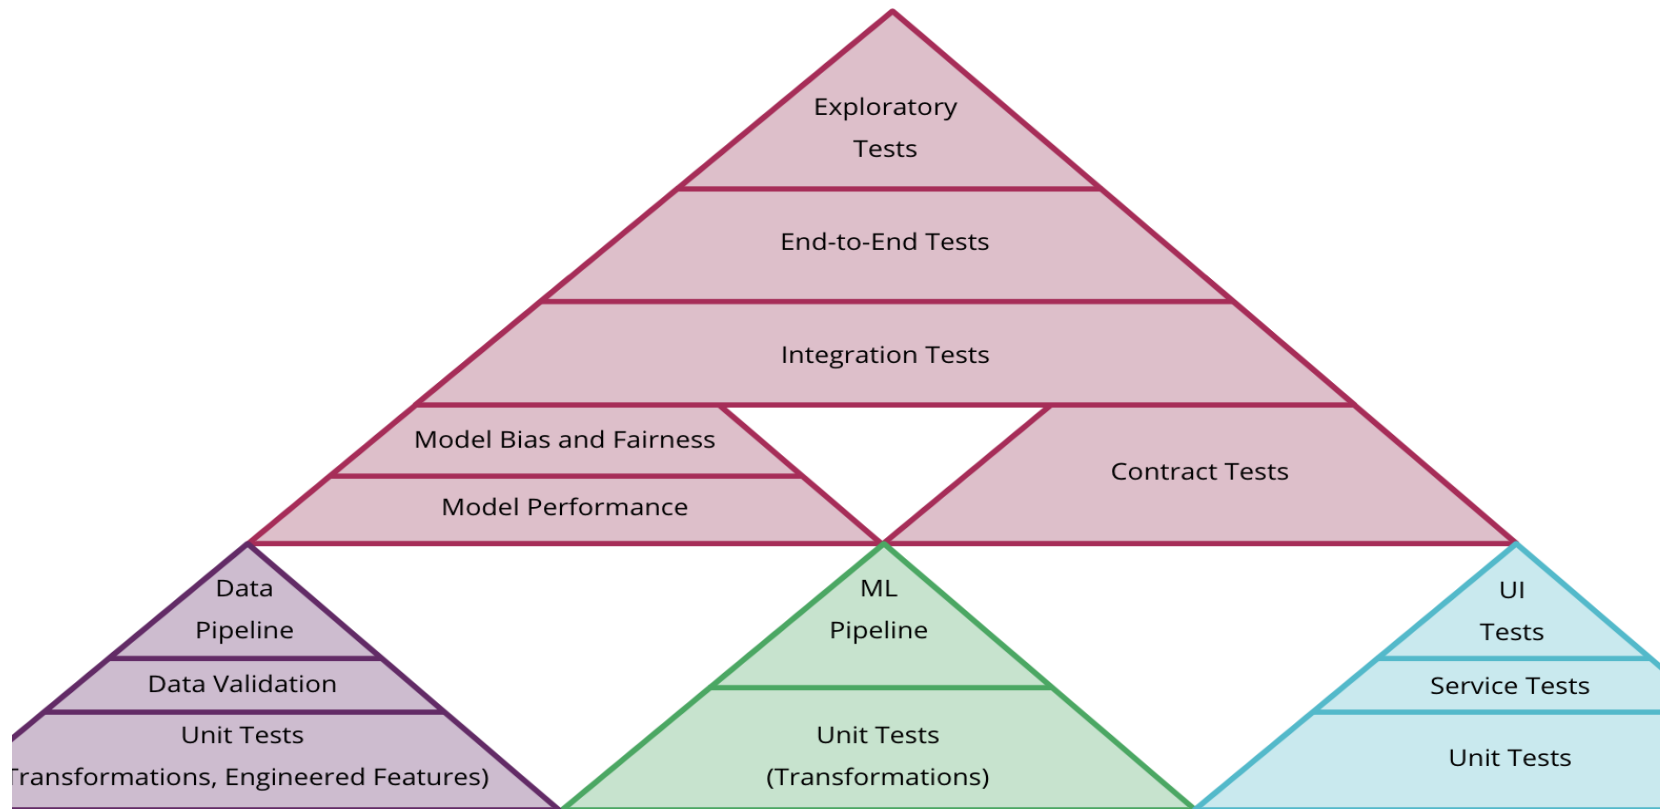 Exploratory
Tests
End-to-End Tests
Integration Tests
Model Bias and Fairness
Model Performance
Contract Tests
Data
Pipeline
Data Validation
Unit Tests
Transformations, Engineered Features)
ML
Pipeline
Unit Tests
(Transformations)
UI
Tests
Service Tests
Unit Tests